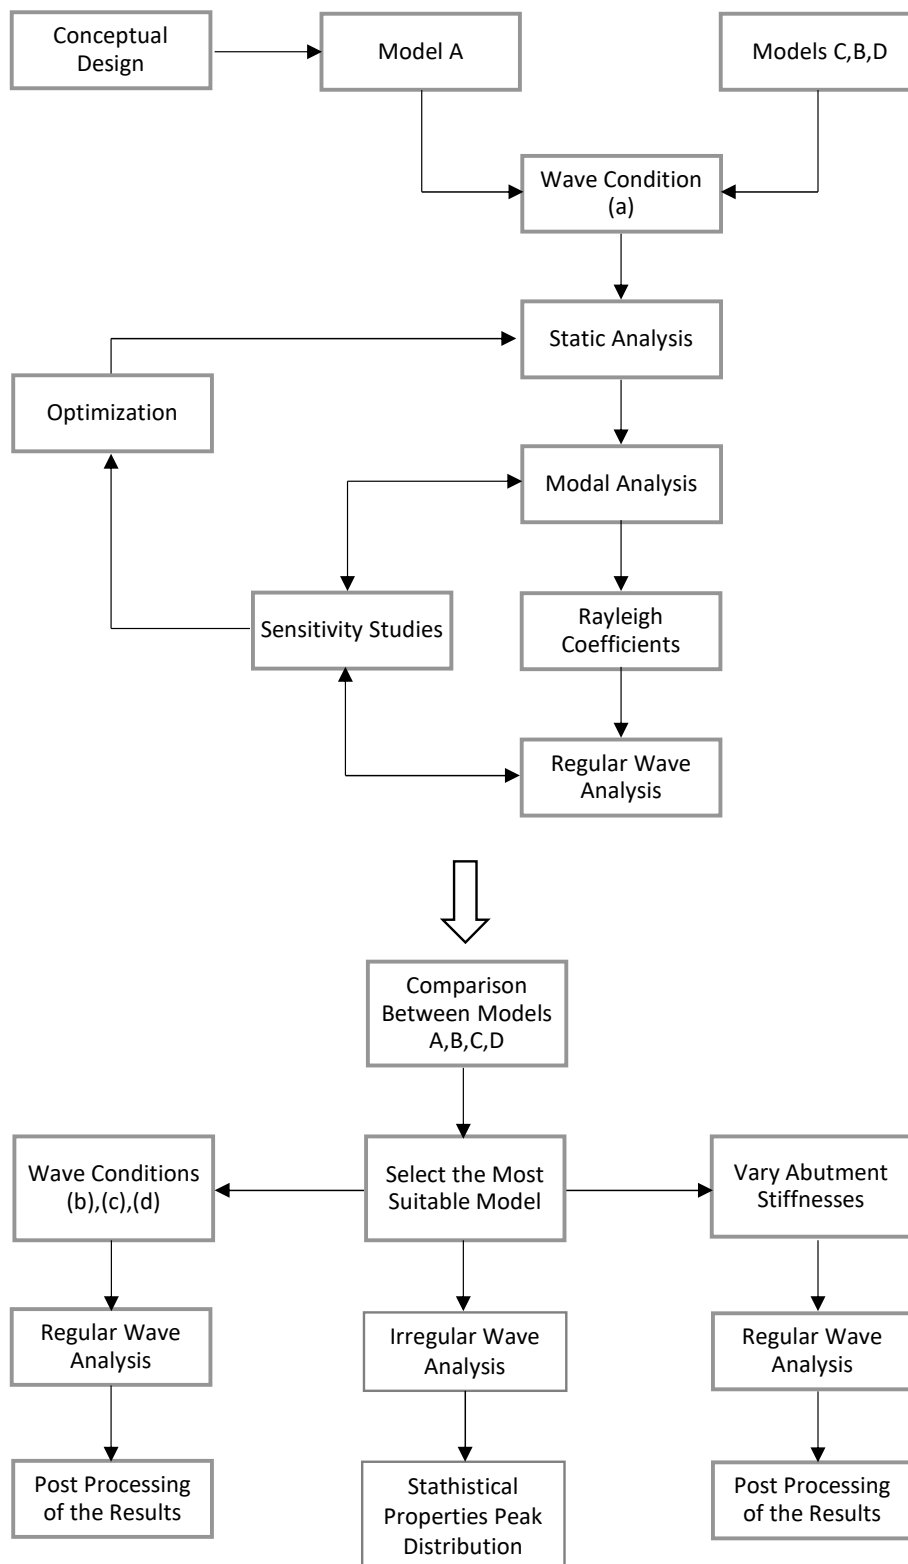 Conceptual
Design
Model A
Models C,B,D
Wave Condition
(a)
Static Analysis
Optimization
Modal Analysis
Sensitivity Studies
Rayleigh
Coefficients
Regular Wave
Analysis
Comparison
Between Models
A,B,C,D
Wave Conditions
(b),(c),(d)
Select the Most
Suitable Model
Vary Abutment
Stiffnesses
Regular Wave
Analysis
Irregular Wave
Analysis
Regular Wave
Analysis
Post Processing
of the Results
Stathistical
Properties Peak
Distribution
Post Processing
of the Results